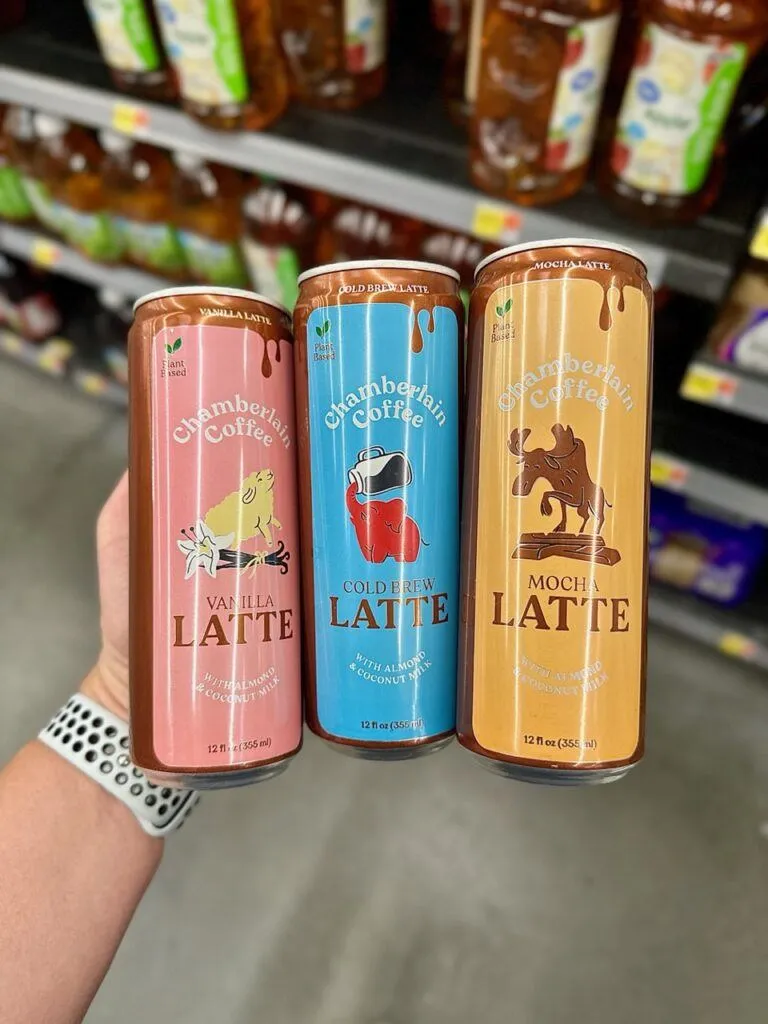 VANILLA LATTE
Plant
Based
Chamberlain
Coffee
VANILLA
LATTE
WITH ALMOND
& COCONUT MILK
12 fl oz (355 ml)
COLD BREW LATTE
Plant
Based
Chamberlain
Coffee
COLD BREW
LATTE
WITH ALMOND
& COCONUT MILK
12 fl oz (355 ml)
MOCHA LATTE
Plant
Based
Chamberlain
Coffee
MOCHA
LATTE
WITH ALMOND
& COCONUT MILK
12 fl oz (355 ml)